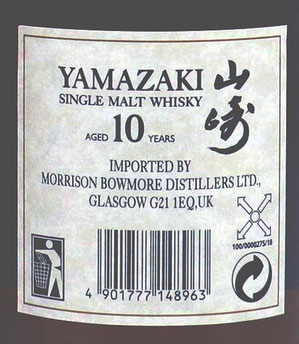 YAMAZAKI
山崎
SINGLE MALT WHISKY
AGED 10 YEARS
IMPORTED BY
MORRISON BOWMORE DISTILLERS LTD.,
GLASGOW G21 1EQ,UK
100/0000275/18
4 901777 148963